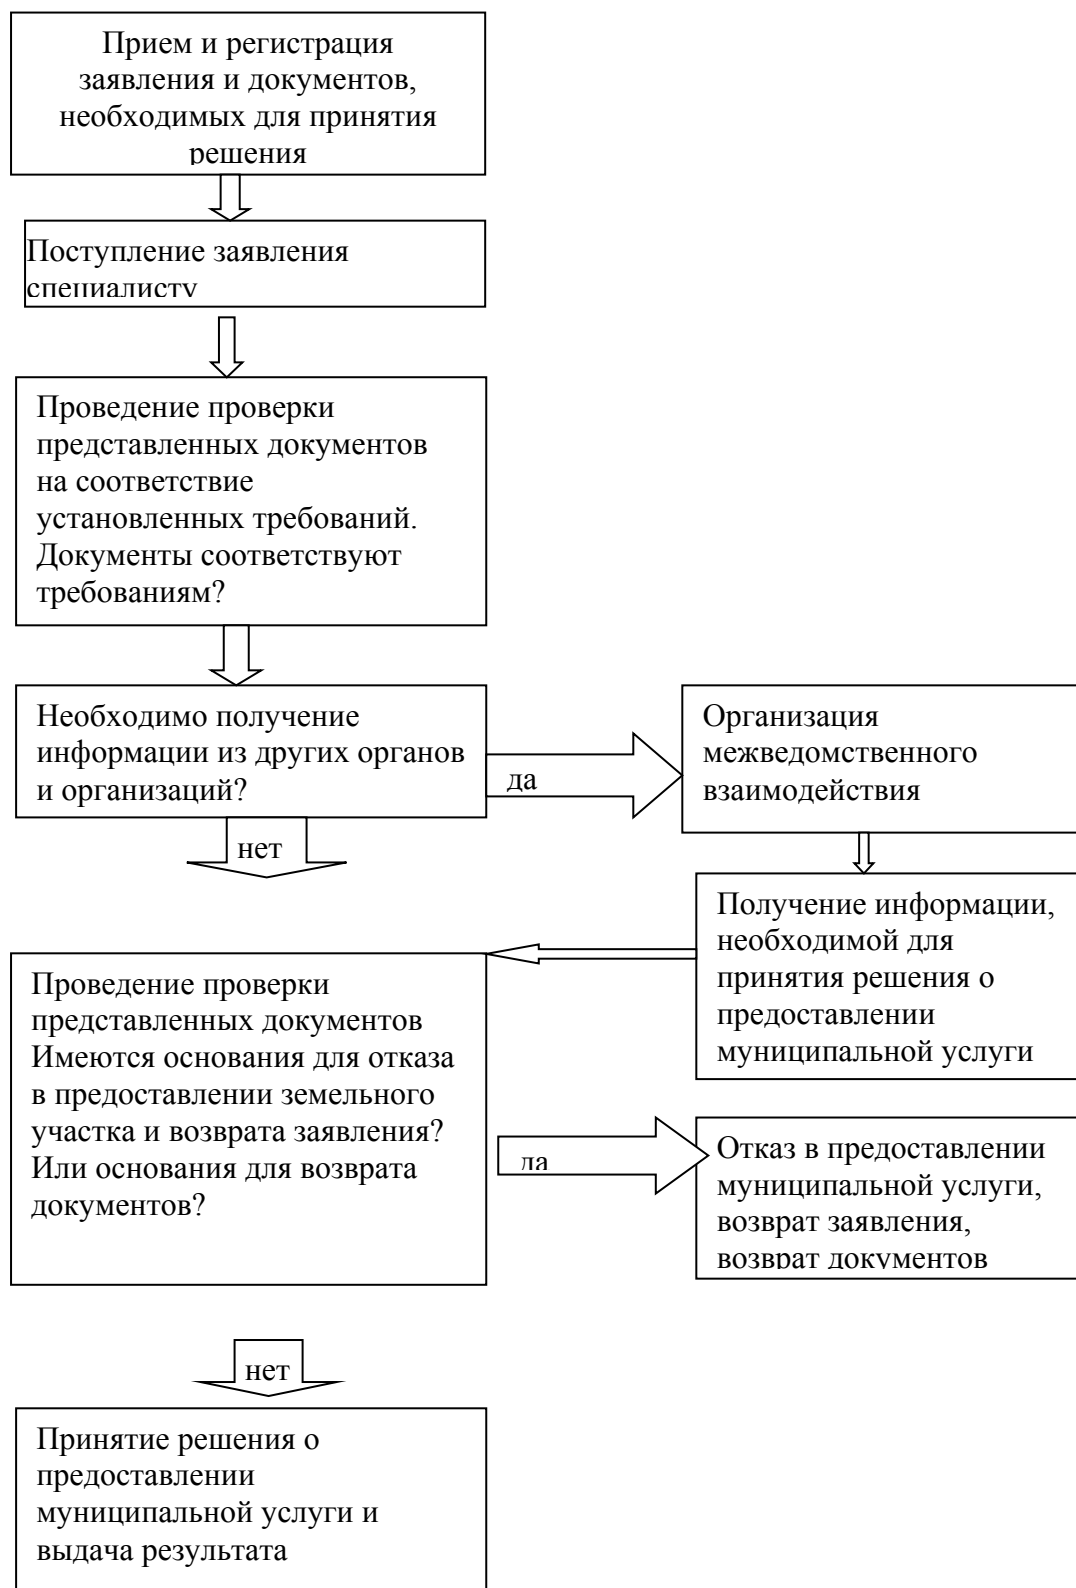 Прием и регистрация
заявления и документов,
необходимых для принятия
решения
Поступление заявления
специалисту
Проведение проверки
представленных документов
на соответствие
установленных требований.
Документы соответствуют
требованиям?
Необходимо получение
информации из других органов
и организаций?
да
Организация
межведомственного
взаимодействия
нет
Получение информации,
необходимой для
принятия решения о
предоставлении
муниципальной услуги
Проведение проверки
представленных документов
Имеются основания для отказа
в предоставлении земельного
участка и возврата заявления?
Или основания для возврата
документов?
да
Отказ в предоставлении
муниципальной услуги,
возврат заявления,
возврат документов
нет
Принятие решения о
предоставлении
муниципальной услуги и
выдача результата